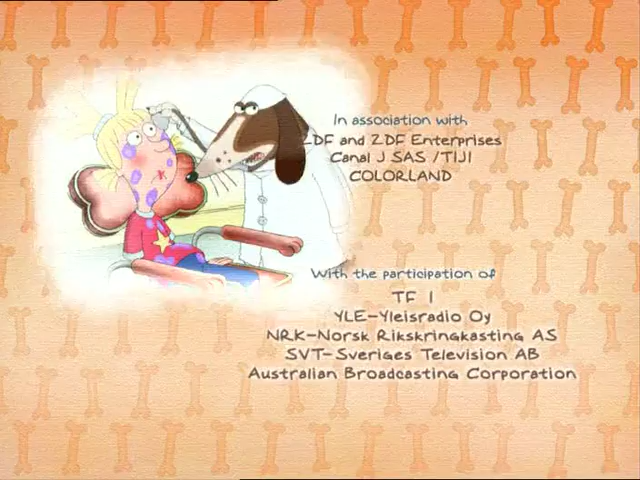 In association with
ZDF and ZDF Enterprises
Canal J SAS /TIJI
COLORLAND
With the participation of
TF 1
YLE-Yleisradio Oy
NRK-Norsk Rikskringkasting AS
SVT-Sveriges Television AB
Australian Broadcasting Corporation